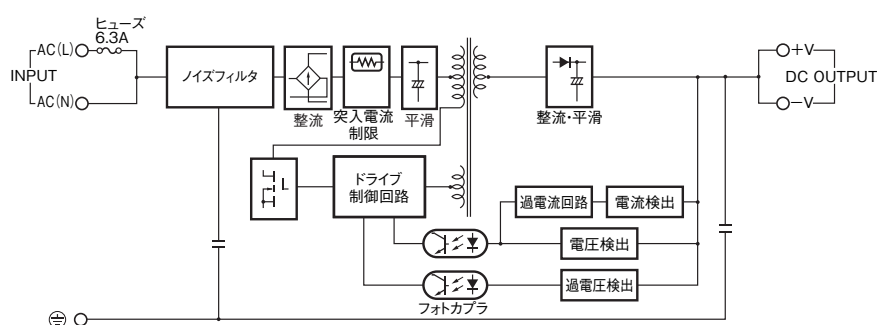 ヒューズ
6.3A
AC(L)
INPUT
AC(N)
ノイズフィルタ
整流
突入電流
制限
平滑
整流・平滑
+V
DC OUTPUT
−V
ドライブ
制御回路
過電流回路
電流検出
電圧検出
過電圧検出
フォトカプラ